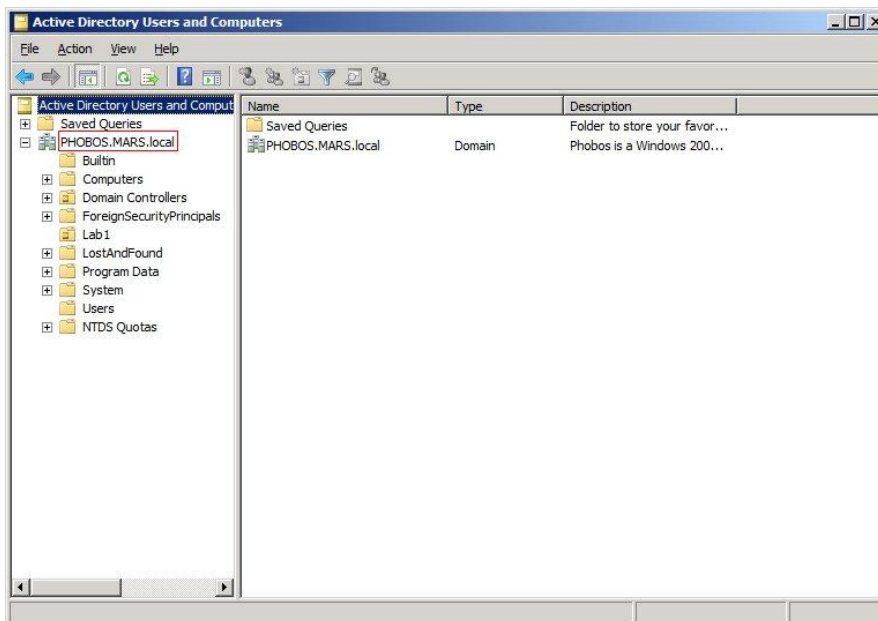 Active Directory Users and Computers
File Action View Help
Active Directory Users and Comput
Saved Queries
PHOBOS.MARS.local
Builtin
Computers
Domain Controllers
ForeignSecurityPrincipals
Lab1
LostAndFound
Program Data
System
Users
NTDS Quotas
Name Type Description
Saved Queries Folder to store your favor...
PHOBOS.MARS.local Domain Phobos is a Windows 200...